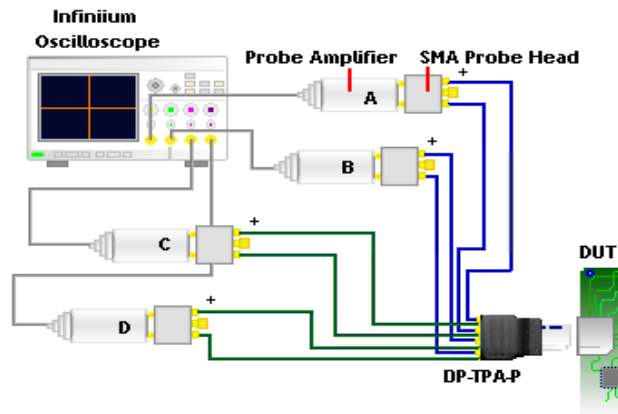 Infiniium
Oscilloscope
Probe Amplifier
SMA Probe Head
+
A
+
B
+
C
DUT
+
D
DP-TPA-P